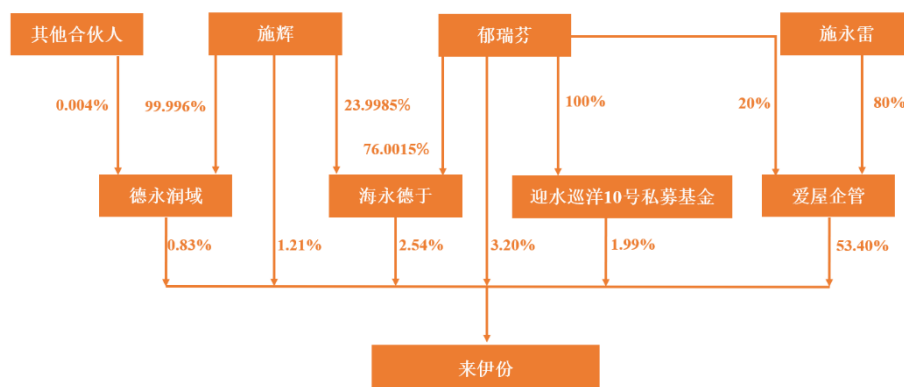 其他合伙人
施辉
郁瑞芬
施永雷
0.004%
99.996%
23.9985%
100%
20%
80%
76.0015%
德永润域
海永德于
迎水巡洋10号私募基金
爱屋企管
0.83%
1.21%
2.54%
3.20%
1.99%
53.40%
来伊份